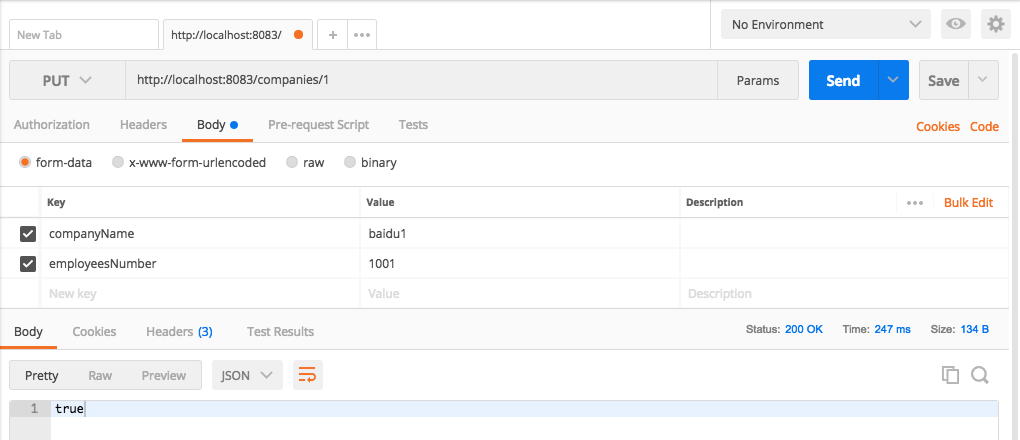 No Environment
New Tab
http://localhost:8083/
PUT
http://localhost:8083/companies/1
Params
Send
Save
Authorization Headers Body Pre-request Script Tests
Cookies Code
form-data x-www-form-urlencoded raw binary
Key Value Description
Bulk Edit
companyName baidu1
employeesNumber 1001
New key Value Description
Body Cookies Headers (3) Test Results
Status: 200 OK Time: 247 ms Size: 134 B
Pretty Raw Preview JSON
1 true